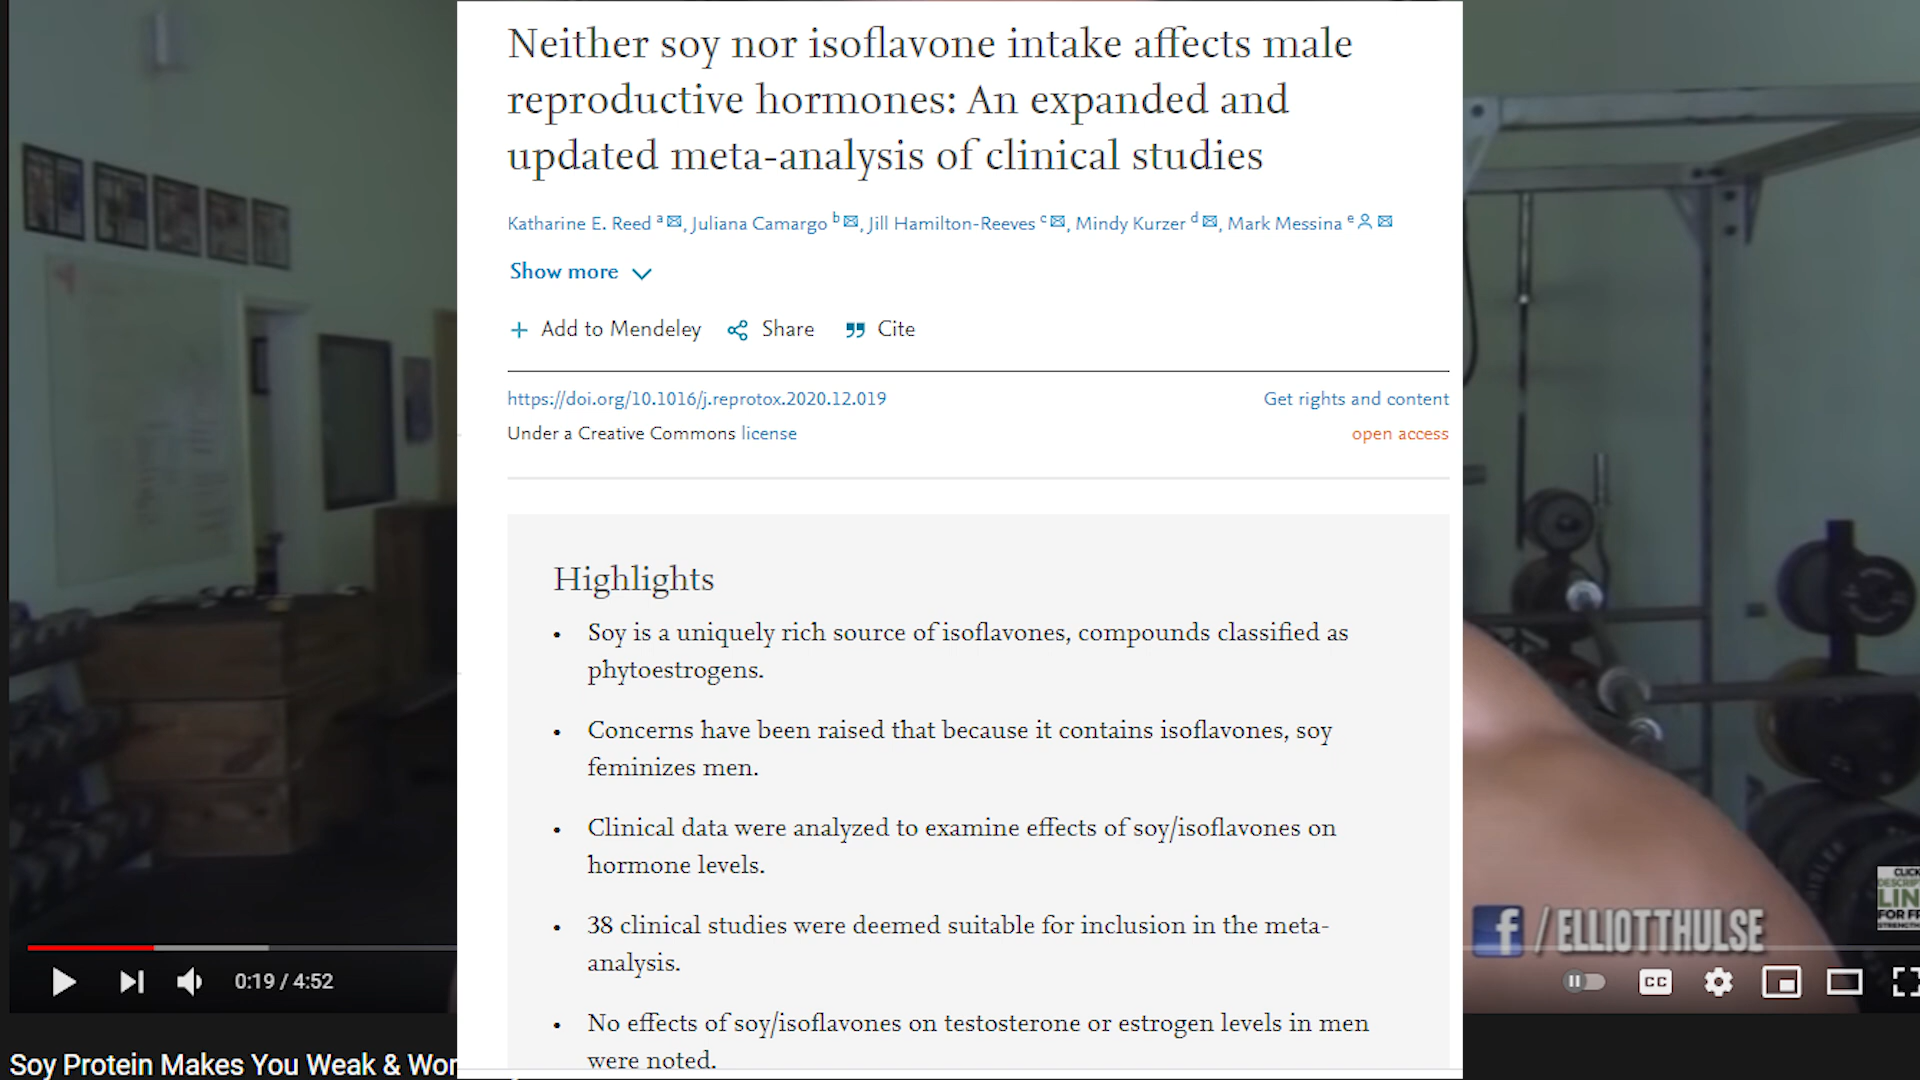 Neither soy nor isoflavone intake affects male
reproductive hormones: An expanded and
updated meta-analysis of clinical studies
Katharine E. Reed a, Juliana Camargo b, Jill Hamilton-Reeves c, Mindy Kurzer d, Mark Messina e
Show more
+ Add to Mendeley Share Cite
https://doi.org/10.1016/j.reprotox.2020.12.019 Get rights and content
Under a Creative Commons license open access
Highlights
• Soy is a uniquely rich source of isoflavones, compounds classified as
phytoestrogens.
• Concerns have been raised that because it contains isoflavones, soy
feminizes men.
• Clinical data were analyzed to examine effects of soy/isoflavones on
hormone levels.
• 38 clinical studies were deemed suitable for inclusion in the meta-
analysis.
• No effects of soy/isoflavones on testosterone or estrogen levels in men
were noted.
CLICK
LIN
FOR FR
f /ELLIOTTHULSE
0:19 / 4:52 CC
Soy Protein Makes You Weak & Wor